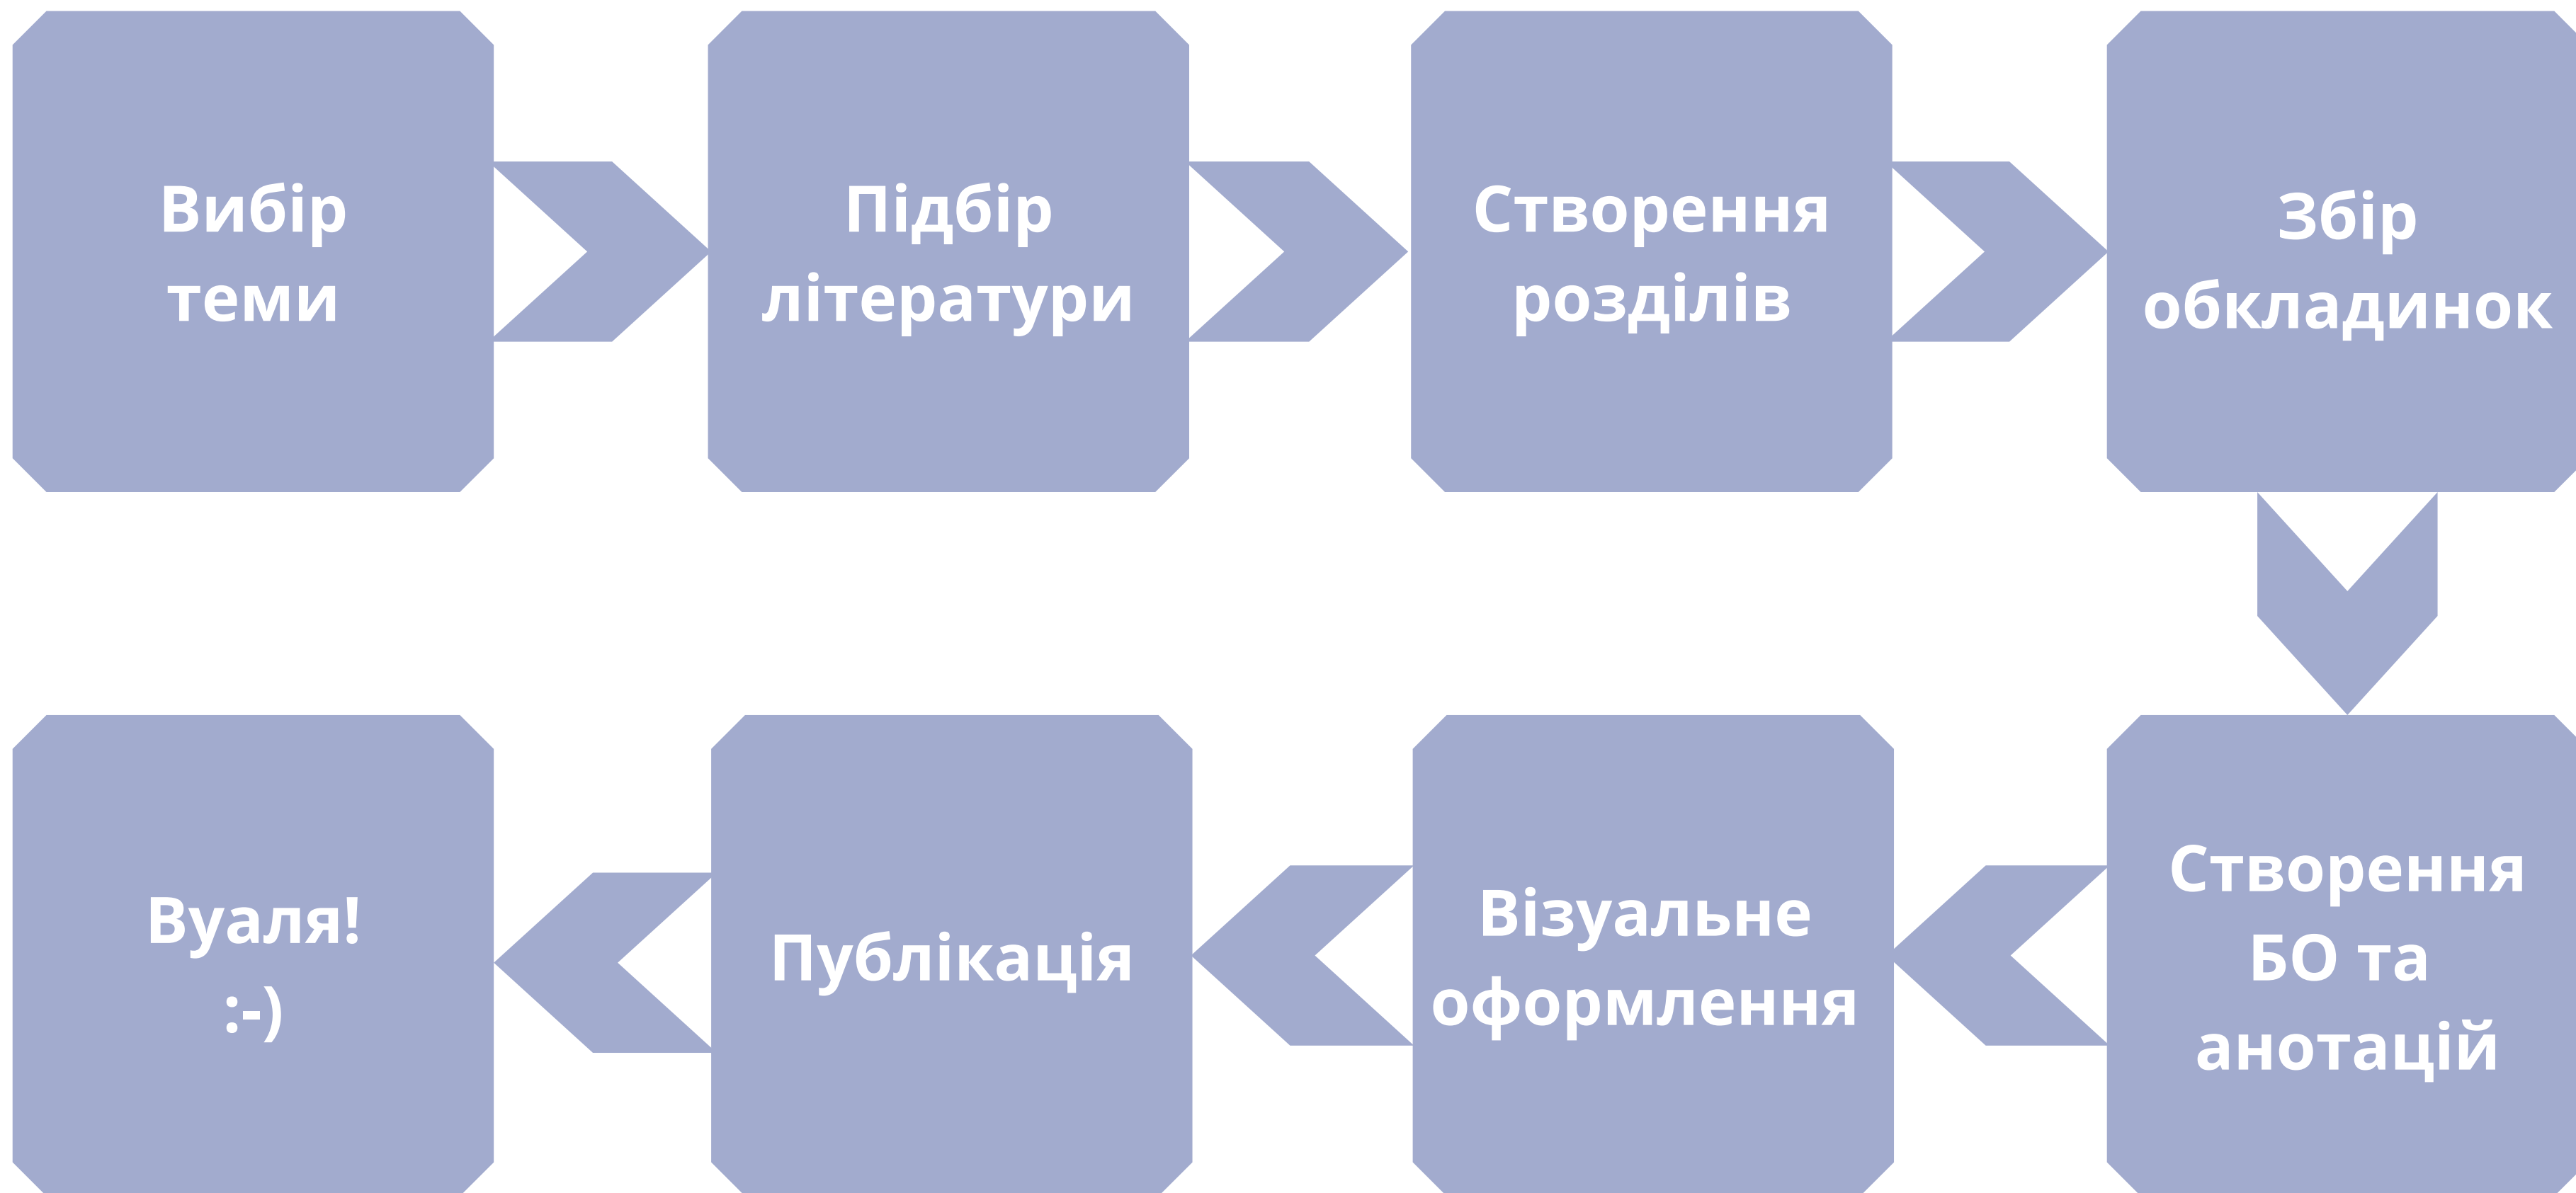 Вибір
теми
Підбір
літератури
Створення
розділів
Збір
обкладинок
Створення
БО та
анотацій
Візуальне
оформлення
Публікація
Вуаля!
:-)